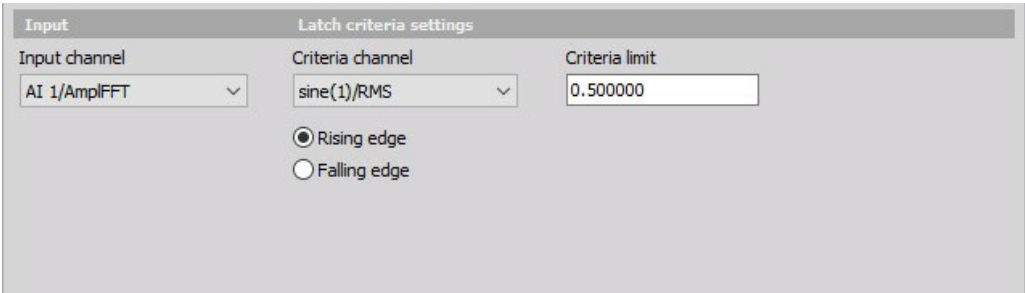 Input Latch criteria settings
Input channel Criteria channel Criteria limit
AI 1/AmplFFT sine(1)/RMS 0.500000
Rising edge
Falling edge